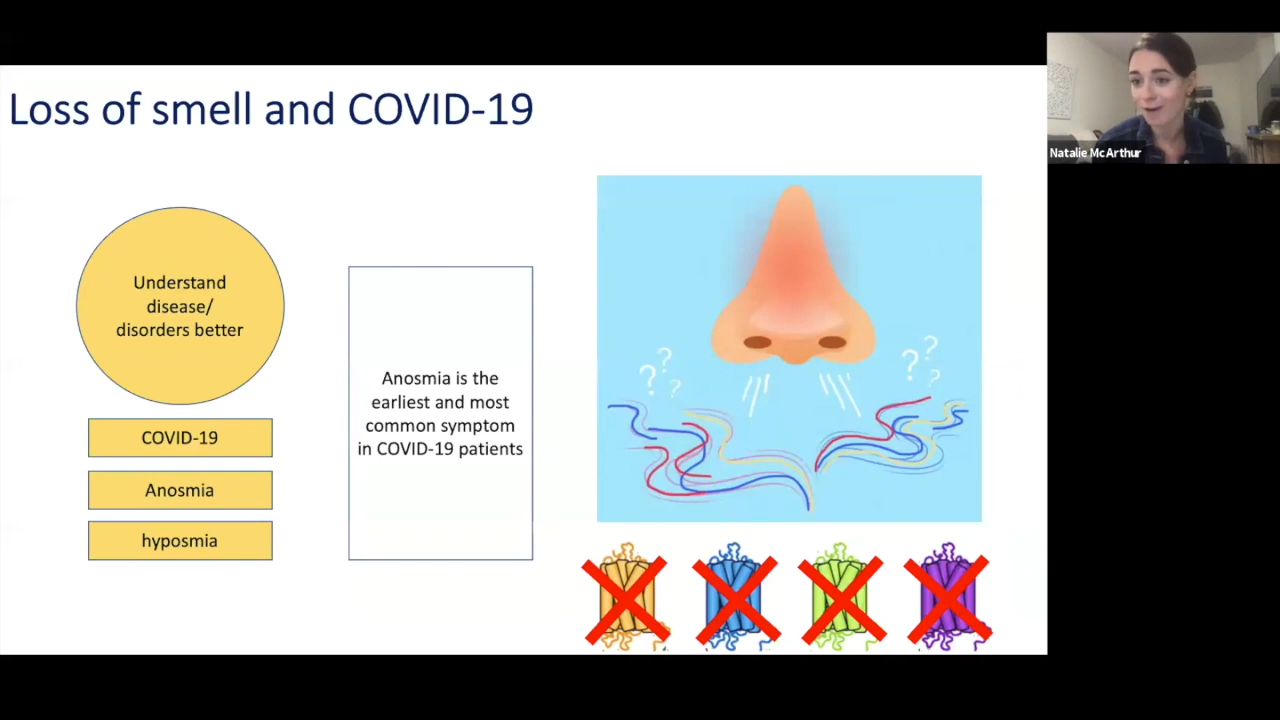 Loss of smell and COVID-19
Natalie McArthur
Understand
disease/
disorders better
COVID-19
Anosmia
hyposmia
Anosmia is the
earliest and most
common symptom
in COVID-19 patients
? ? ?
? ? ?